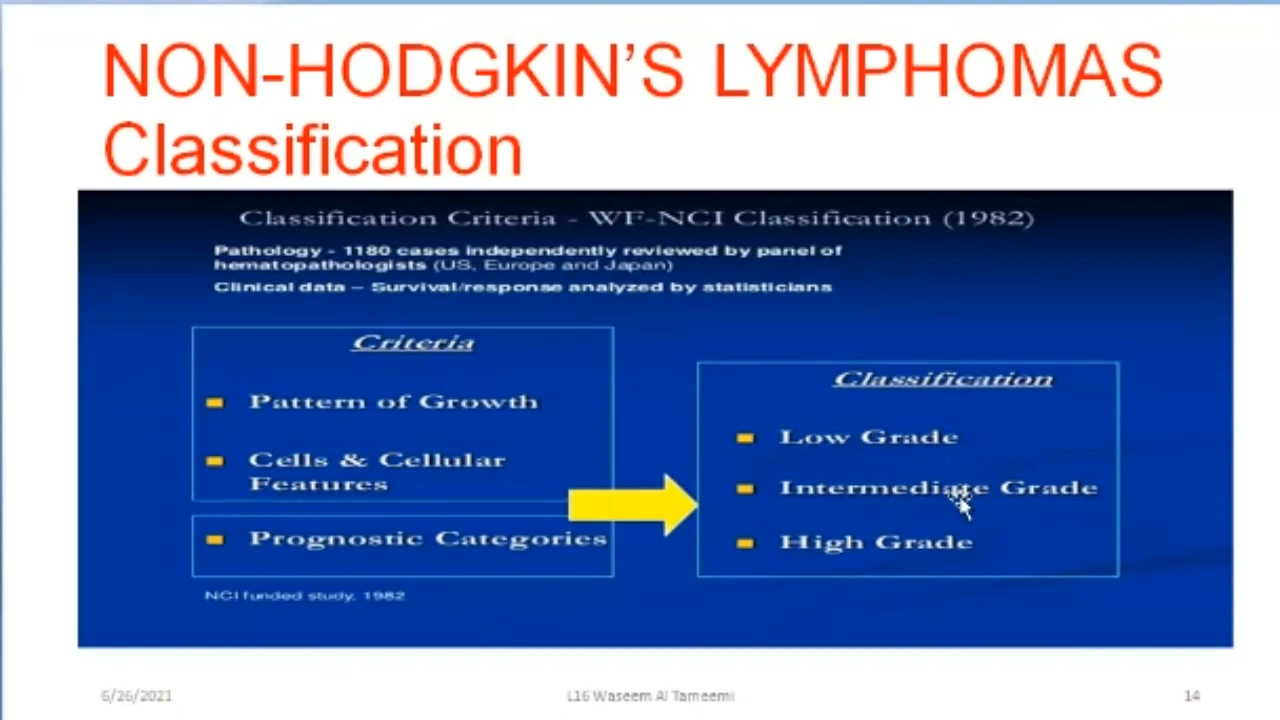 NON-HODGKIN’S LYMPHOMAS
Classification
Classification Criteria - WF-NCI Classification (1982)
Pathology - 1180 cases independently reviewed by panel of
hematopathologists (US, Europe and Japan)
Clinical data – Survival/response analyzed by statisticians
Criteria
Pattern of Growth
Cells & Cellular
Features
Prognostic Categories
Classification
Low Grade
Intermediate Grade
High Grade
NCI funded study, 1982
6/26/2021
L16 Waseem Al Tameemi
14